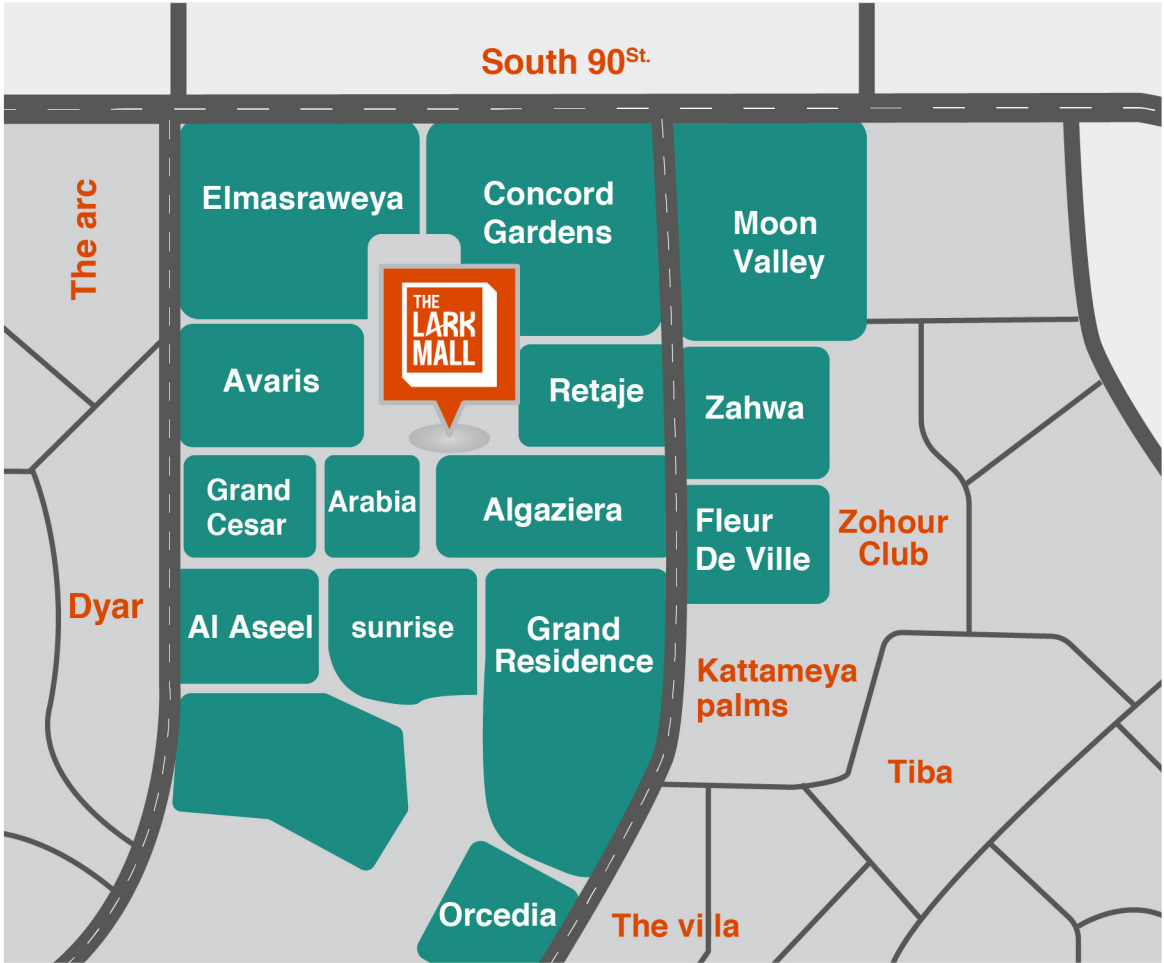 South 90St.
The arc
Elmasraweya
Concord
Gardens
Moon
Valley
THE
LARK
MALL
Avaris
Retaje
Zahwa
Grand
Cesar
Arabia
Algaziera
Fleur
De Ville
Zohour
Club
Dyar
Al Aseel
sunrise
Grand
Residence
Kattameya
palms
Tiba
Orcedia
The villa